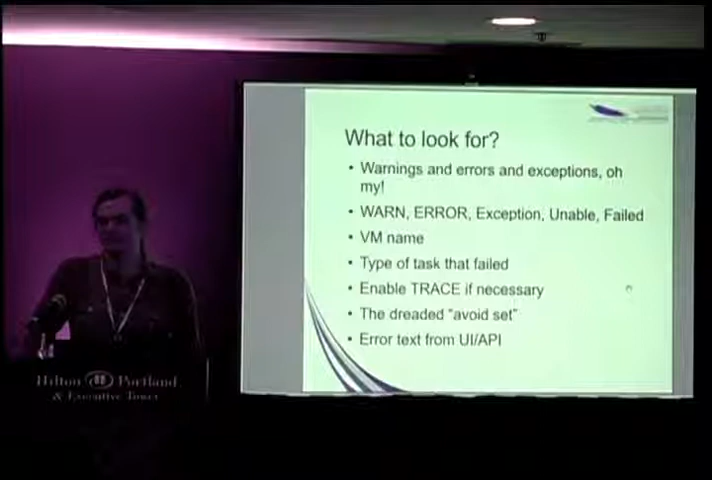 What to look for?
• Warnings and errors and exceptions, oh
my!
• WARN, ERROR, Exception, Unable, Failed
• VM name
• Type of task that failed
• Enable TRACE if necessary
• The dreaded "avoid set"
• Error text from UI/API
Hilton Portland
& Executive Tower